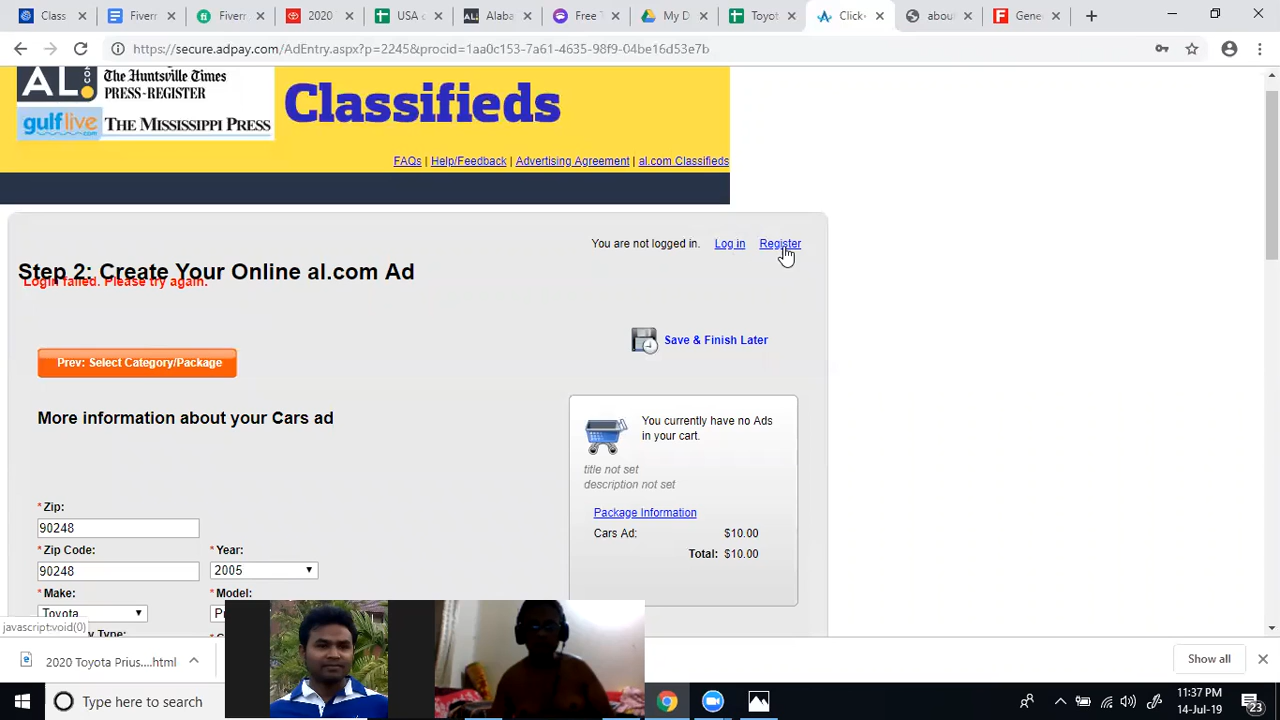 Class
Fiverr
Fiverr
2020
USA c
Alaba
Free T
My D
Toyot
Click-
about
Gene
https://secure.adpay.com/AdEntry.aspx?p=2245&procid=1aa0c153-7a61-4635-98f9-04be16d53e7b
AL.COM
The Huntsville Times
PRESS-REGISTER
gulflive.com
THE MISSISSIPPI PRESS
Classifieds
FAQs | Help/Feedback | Advertising Agreement | al.com Classifieds
You are not logged in. Log in Register
Step 2: Create Your Online al.com Ad
Login failed. Please try again.
Save & Finish Later
Prev: Select Category/Package
More information about your Cars ad
You currently have no Ads
in your cart.
title not set
description not set
Package Information
Cars Ad: $10.00
Total: $10.00
*Zip:
90248
*Zip Code: *Year:
90248 2005
*Make: *Model:
Toyota
javascript:void(0)
y Type:
2020 Toyota Prius....html
Show all
Type here to search
11:37 PM
14-Jul-19
23